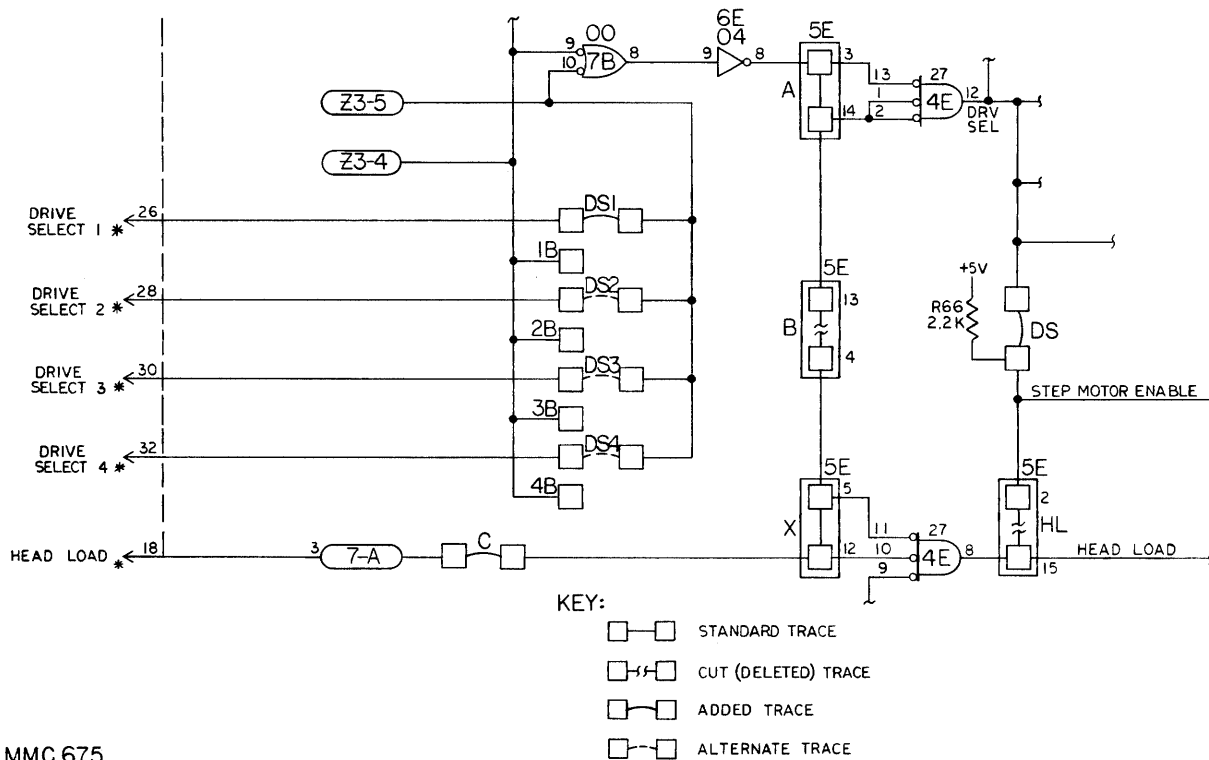 6E
00
04
5E
9
7B
8
9
8
3
10
13
27
1
4E
12
A
14
2
DRV
SEL
Z3-5
Z3-4
DRIVE
SELECT 1 *
26
DS1
1B
5E
DRIVE
SELECT 2 *
28
DS2
13
+5V
R66
2.2K
DS
B
2B
4
DRIVE
SELECT 3 *
30
DS3
STEP MOTOR ENABLE
3B
DRIVE
SELECT 4 *
32
DS4
5E
5E
4B
5
2
X
11
27
HL
HEAD LOAD *
18
3
7-A
C
12
10
4E
8
HEAD LOAD
9
15
KEY:
STANDARD TRACE
CUT (DELETED) TRACE
ADDED TRACE
ALTERNATE TRACE
MMC 675